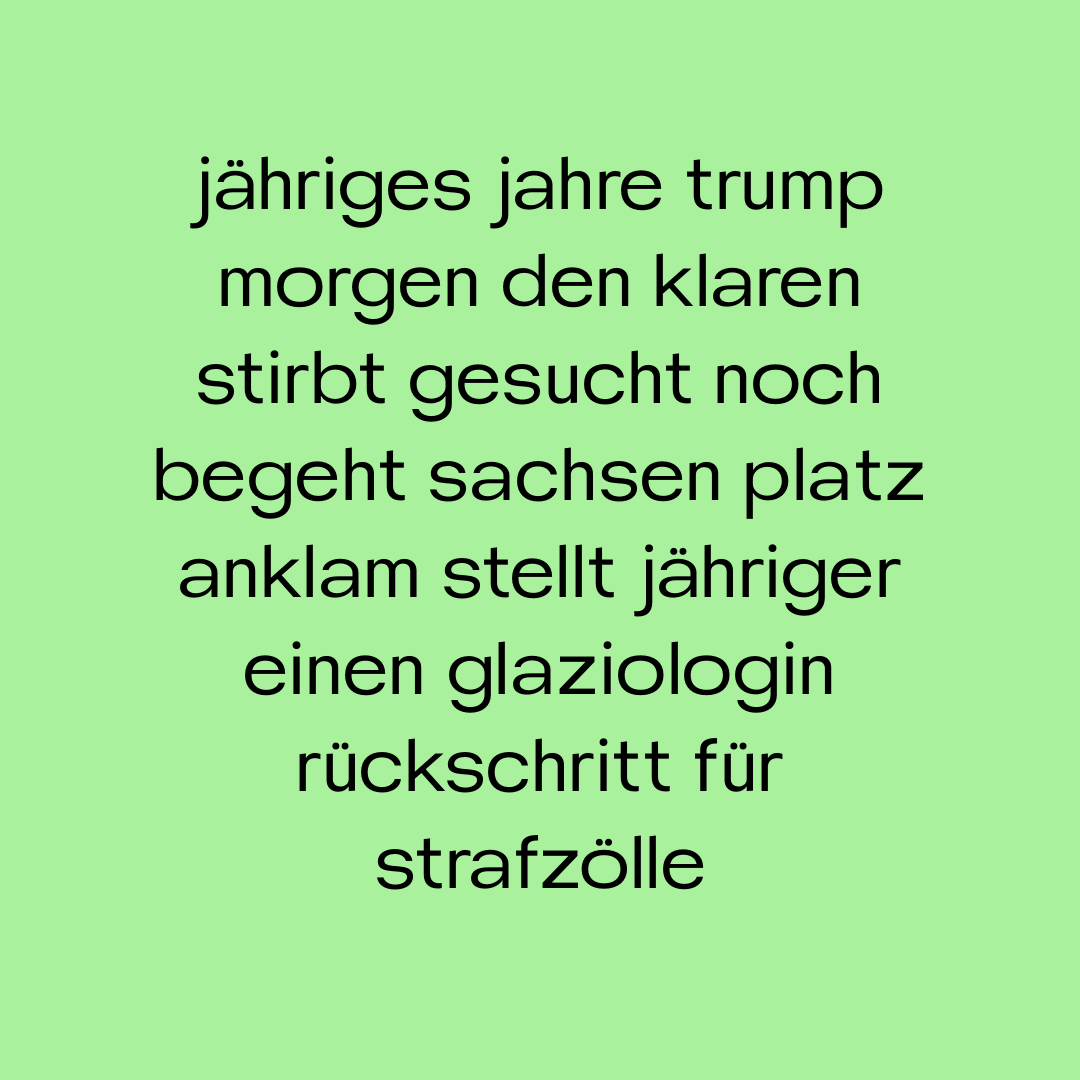 jähriges jahre trump
morgen den klaren
stirbt gesucht noch
begeht sachsen platz
anklam stellt jähriger
einen glaziologin
rückschritt für
strafzölle